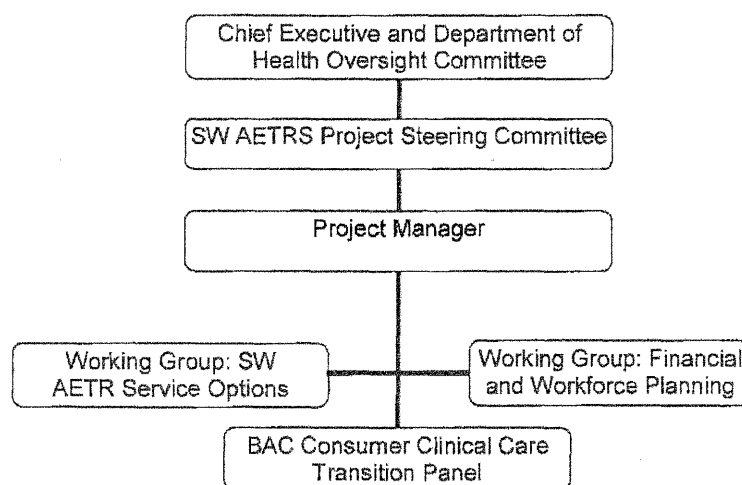 Chief Executive and Department of
Health Oversight Committee
SW AETRS Project Steering Committee
Project Manager
Working Group: SW
AETR Service Options
Working Group: Financial
and Workforce Planning
BAC Consumer Clinical Care
Transition Panel